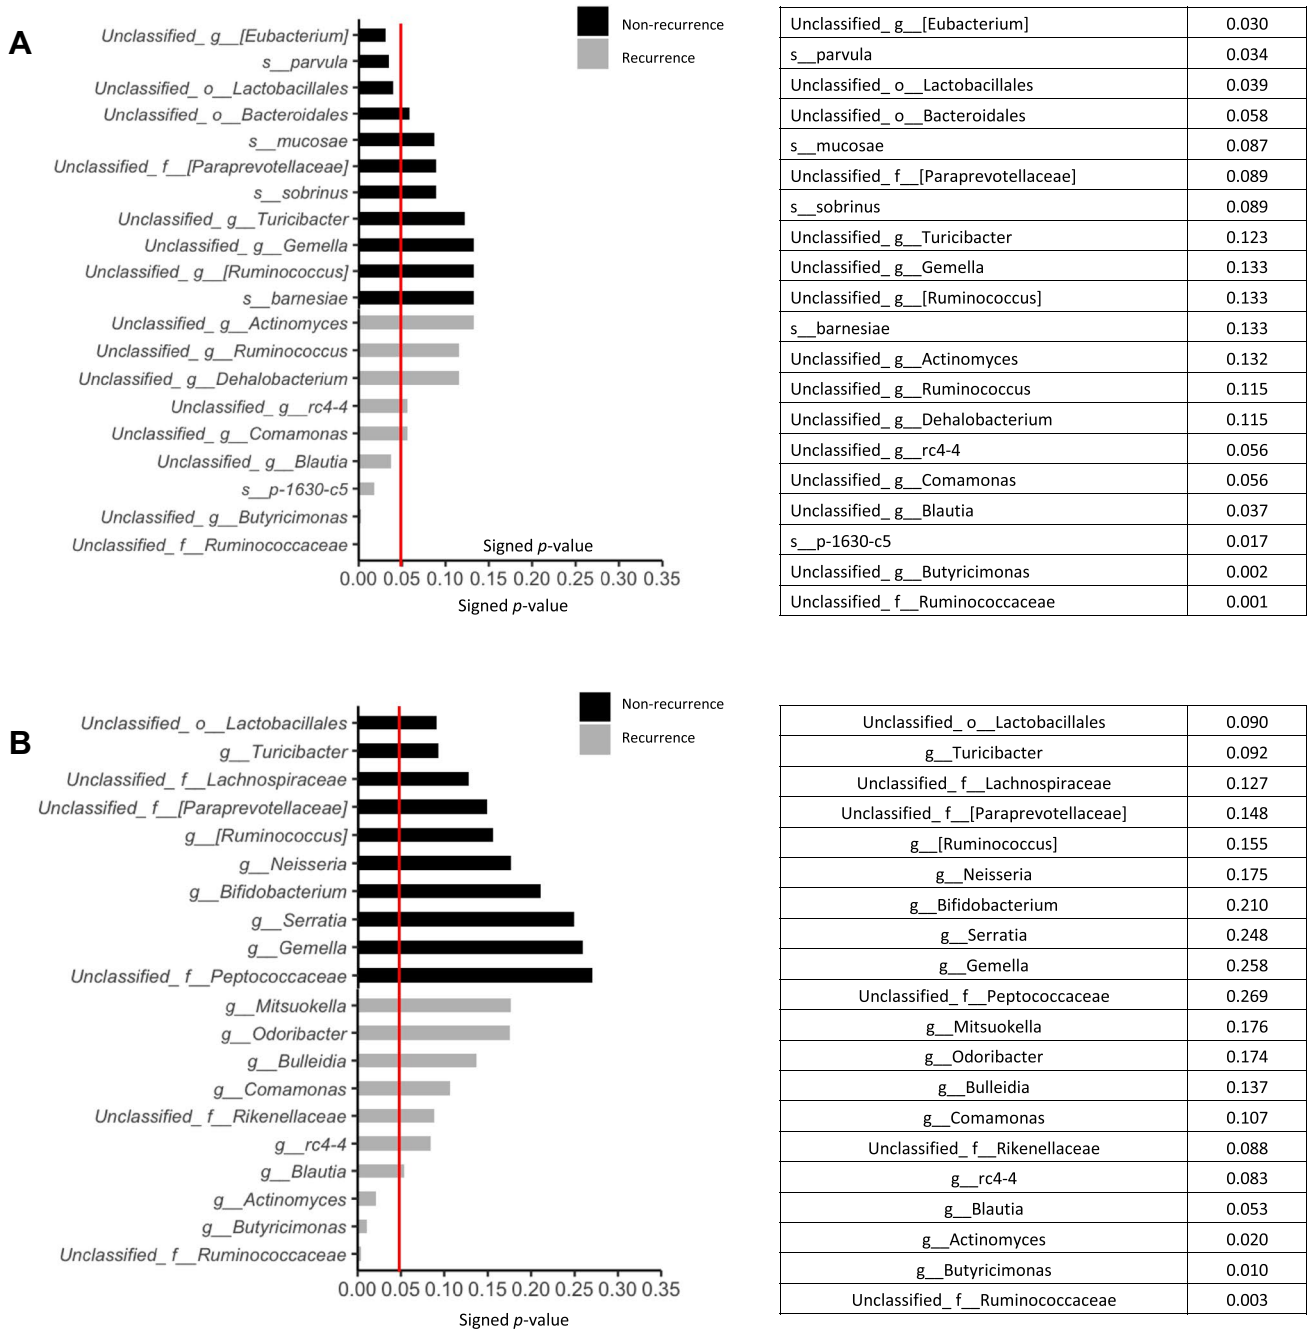 A
Non-recurrence
Recurrence
Unclassified_ g__[Eubacterium]
s__parvula
Unclassified_ o__Lactobacillales
Unclassified_ o__Bacteroidales
s__mucosae
Unclassified_ f__[Paraprevotellaceae]
s__sobrinus
Unclassified_ g__Turicibacter
Unclassified_ g__Gemella
Unclassified_ g__[Ruminococcus]
s__barnesiae
Unclassified_ g__Actinomyces
Unclassified_ g__Ruminococcus
Unclassified_ g__Dehalobacterium
Unclassified_ g__rc4-4
Unclassified_ g__Comamonas
Unclassified_ g__Blautia
s__p-1630-c5
Unclassified_ g__Butyricimonas
Unclassified_ f__Ruminococcaceae
Signed p-value
0.00 0.05 0.10 0.15 0.20 0.25 0.30 0.35
Signed p-value
Unclassified_ g__[Eubacterium] 0.030
s__parvula 0.034
Unclassified_ o__Lactobacillales 0.039
Unclassified_ o__Bacteroidales 0.058
s__mucosae 0.087
Unclassified_ f__[Paraprevotellaceae] 0.089
s__sobrinus 0.089
Unclassified_ g__Turicibacter 0.123
Unclassified_ g__Gemella 0.133
Unclassified_ g__[Ruminococcus] 0.133
s__barnesiae 0.133
Unclassified_ g__Actinomyces 0.132
Unclassified_ g__Ruminococcus 0.115
Unclassified_ g__Dehalobacterium 0.115
Unclassified_ g__rc4-4 0.056
Unclassified_ g__Comamonas 0.056
Unclassified_ g__Blautia 0.037
s__p-1630-c5 0.017
Unclassified_ g__Butyricimonas 0.002
Unclassified_ f__Ruminococcaceae 0.001
B
Non-recurrence
Recurrence
Unclassified_ o__Lactobacillales
g__Turicibacter
Unclassified_ f__Lachnospiraceae
Unclassified_ f__[Paraprevotellaceae]
g__[Ruminococcus]
g__Neisseria
g__Bifidobacterium
g__Serratia
g__Gemella
Unclassified_ f__Peptococcaceae
g__Mitsuokella
g__Odoribacter
g__Bulleidia
g__Comamonas
Unclassified_ f__Rikenellaceae
g__rc4-4
g__Blautia
g__Actinomyces
g__Butyricimonas
Unclassified_ f__Ruminococcaceae
0.00 0.05 0.10 0.15 0.20 0.25 0.30 0.35
Signed p-value
Unclassified_ o__Lactobacillales 0.090
g__Turicibacter 0.092
Unclassified_ f__Lachnospiraceae 0.127
Unclassified_ f__[Paraprevotellaceae] 0.148
g__[Ruminococcus] 0.155
g__Neisseria 0.175
g__Bifidobacterium 0.210
g__Serratia 0.248
g__Gemella 0.258
Unclassified_ f__Peptococcaceae 0.269
g__Mitsuokella 0.176
g__Odoribacter 0.174
g__Bulleidia 0.137
g__Comamonas 0.107
Unclassified_ f__Rikenellaceae 0.088
g__rc4-4 0.083
g__Blautia 0.053
g__Actinomyces 0.020
g__Butyricimonas 0.010
Unclassified_ f__Ruminococcaceae 0.003